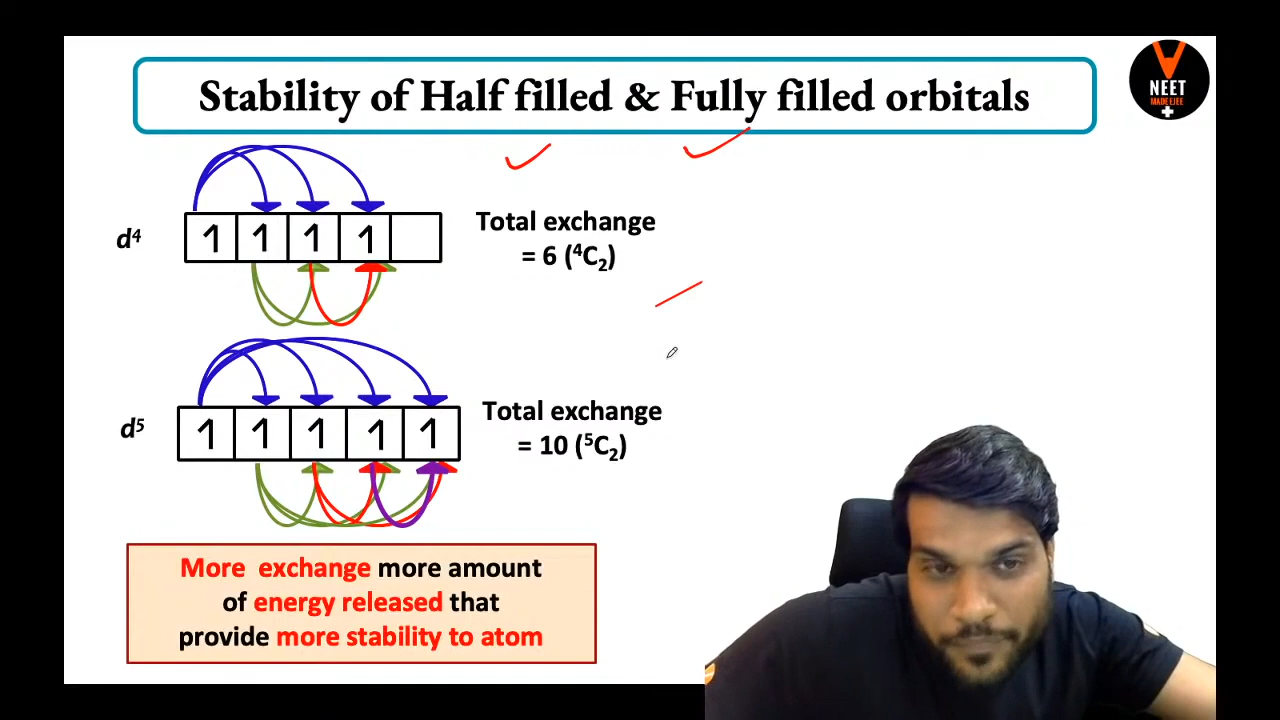 Stability of Half filled & Fully filled orbitals
NEET
MADE EJEE
d⁴
1 1 1 1
Total exchange
= 6 (⁴C₂)
d⁵
1 1 1 1 1
Total exchange
= 10 (⁵C₂)
More exchange more amount
of energy released that
provide more stability to atom